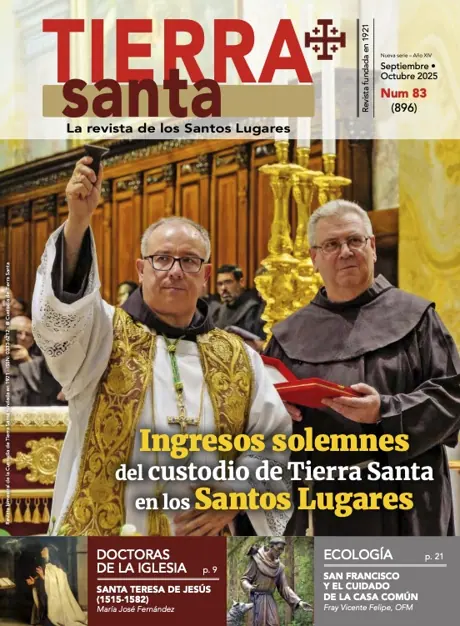 TIERRA
santa
La revista de los Santos Lugares
Revista fundada en 1921
Nueva serie – Año XIV
Septiembre •
Octubre 2025
Num 83
(896)
Ingresos solemnes
del custodio de Tierra Santa
en los Santos Lugares
DOCTORAS
DE LA IGLESIA
p. 9
SANTA TERESA DE JESÚS
(1515-1582)
María José Fernández
ECOLOGÍA
p. 21
SAN FRANCISCO
Y EL CUIDADO
DE LA CASA COMÚN
Fray Vicente Felipe, OFM